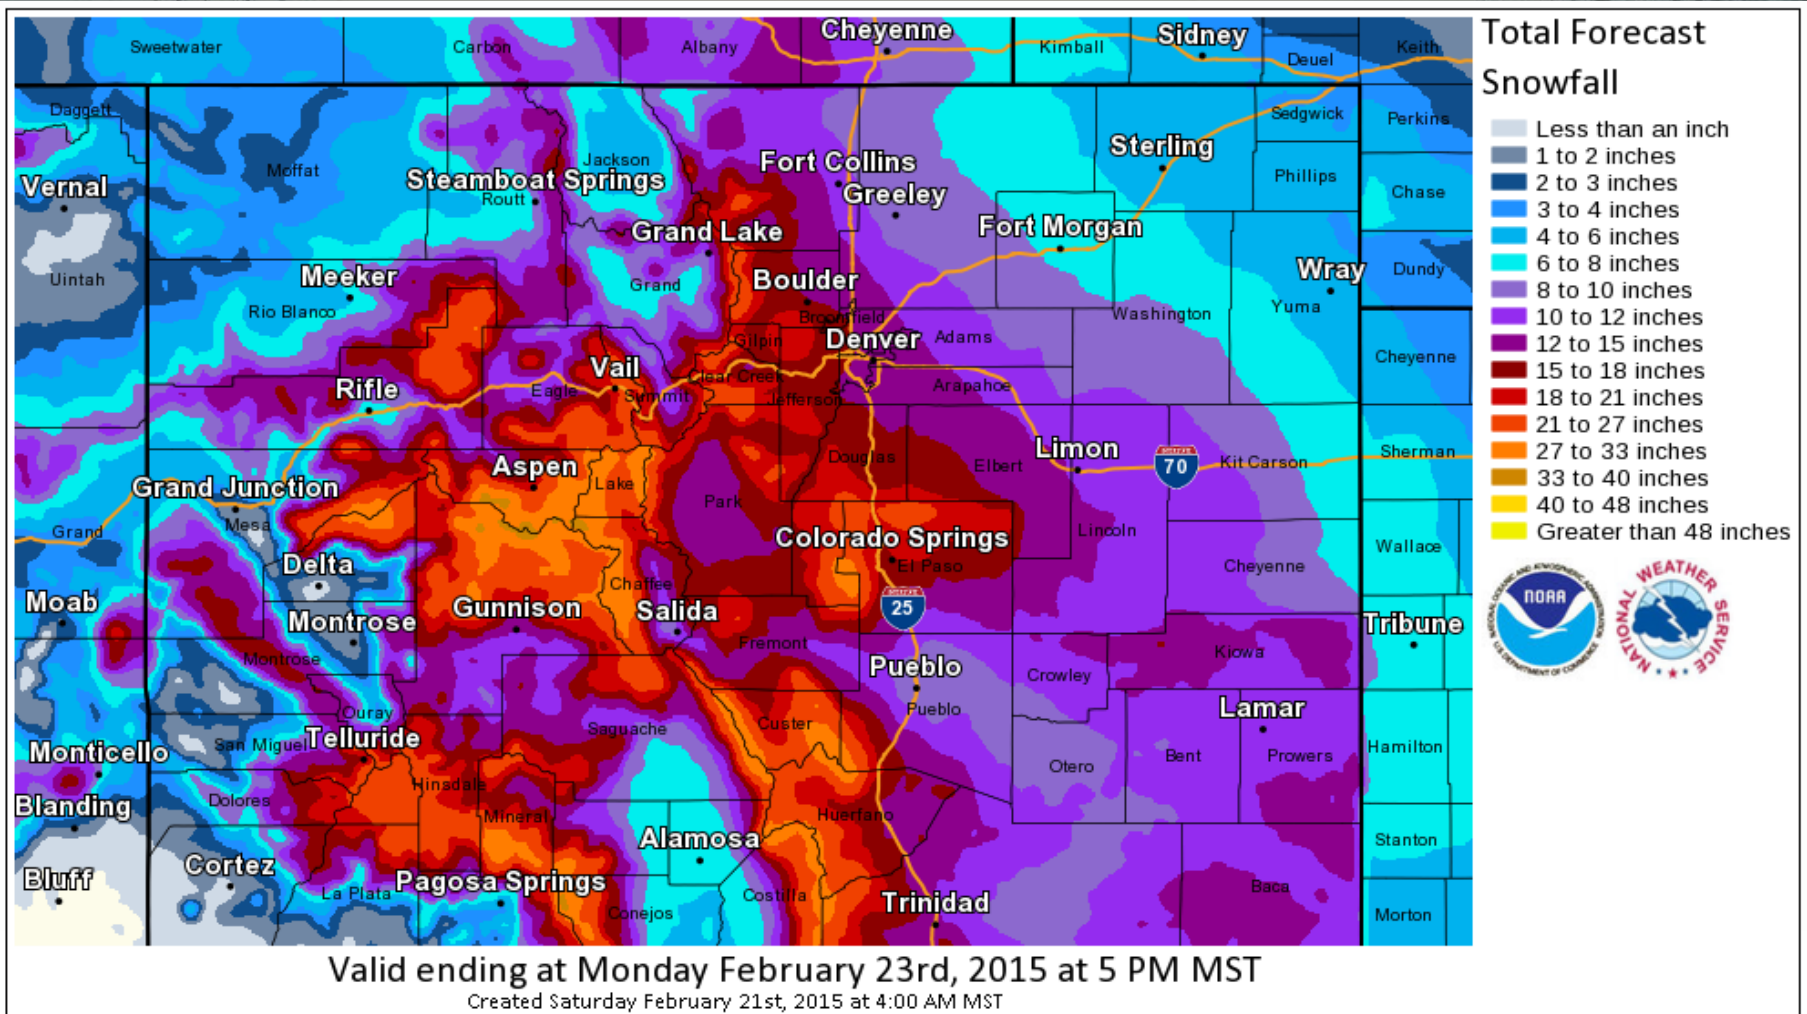 Total Forecast
Snowfall
Less than an inch
1 to 2 inches
2 to 3 inches
3 to 4 inches
4 to 6 inches
6 to 8 inches
8 to 10 inches
10 to 12 inches
12 to 15 inches
15 to 18 inches
18 to 21 inches
21 to 27 inches
27 to 33 inches
33 to 40 inches
40 to 48 inches
Greater than 48 inches
NATIONAL OCEANIC AND ATMOSPHERIC ADMINISTRATION
NOAA
U.S. DEPARTMENT OF COMMERCE
NATIONAL WEATHER SERVICE
Sweetwater
Carbon
Albany
Cheyenne
Kimball
Sidney
Deuel
Keith
Daggett
Moffat
Jackson
Fort Collins
Sterling
Sedgwick
Perkins
Vernal
Steamboat Springs
Routt
Greeley
Phillips
Chase
Grand Lake
Fort Morgan
Uintah
Meeker
Rio Blanco
Grand
Boulder
Broomfield
Washington
Wray
Yuma
Dundy
Gilpin
Denver
Adams
Cheyenne
Rifle
Eagle
Vail
Summit
Clear Creek
Jefferson
Arapahoe
Grand Junction
Mesa
Aspen
Lake
Park
Douglas
Elbert
Limon
70
Kit Carson
Sherman
Grand
Delta
Chaffee
Colorado Springs
El Paso
Lincoln
Cheyenne
Wallace
Moab
Montrose
Montrose
Gunnison
Salida
Fremont
25
Kiowa
Tribune
Ouray
Pueblo
Pueblo
Crowley
Lamar
Monticello
San Miguel
Telluride
Saguache
Custer
Otero
Bent
Prowers
Hamilton
Blanding
Dolores
Hinsdale
Mineral
Alamosa
Huerfano
Stanton
Bluff
Cortez
La Plata
Pagosa Springs
Conejos
Costilla
Trinidad
Baca
Morton
Valid ending at Monday February 23rd, 2015 at 5 PM MST
Created Saturday February 21st, 2015 at 4:00 AM MST